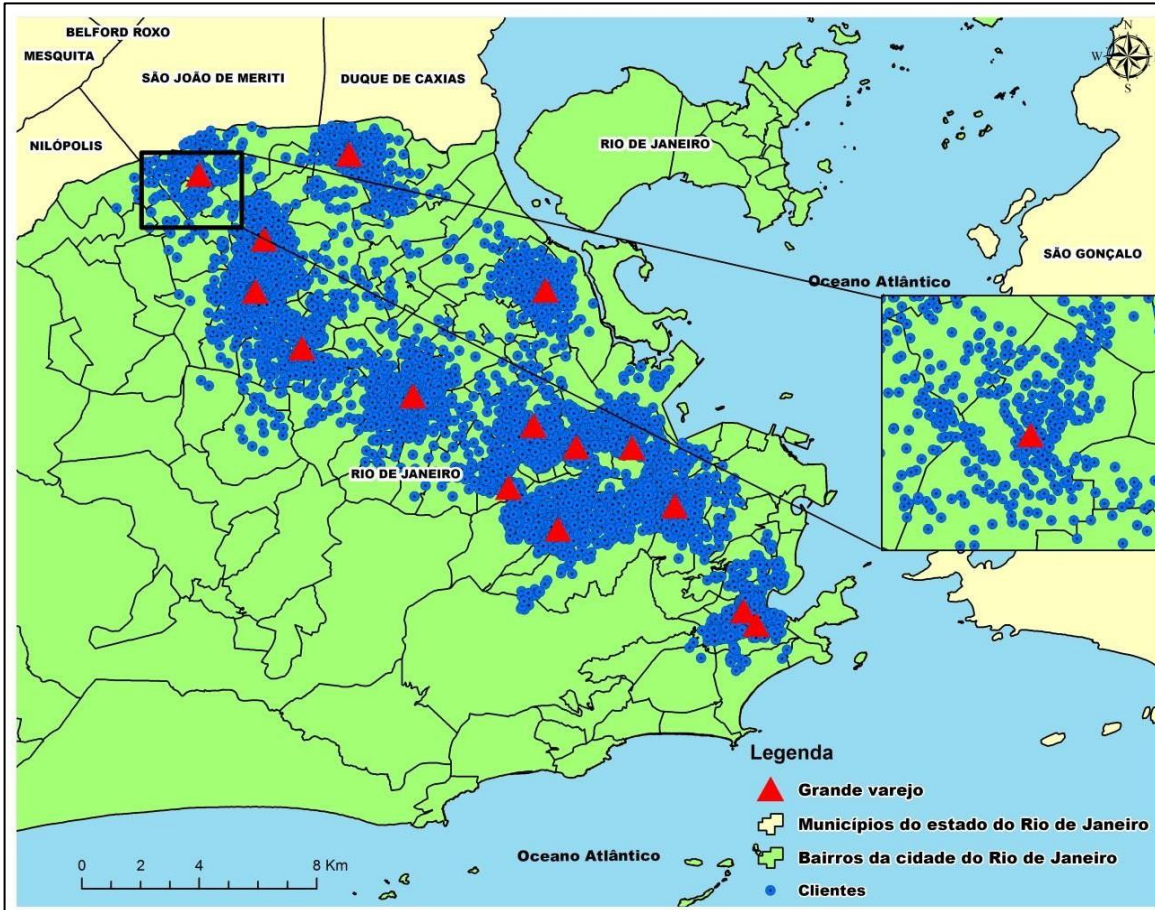 BELFORD ROXO
MESQUITA
SÃO JOÃO DE MERITI
DUQUE DE CAXIAS
N
W
S
NILÓPOLIS
RIO DE JANEIRO
SÃO GONÇALO
Oceano Atlântico
RIO DE JANEIRO
Legenda
Grande varejo
Municípios do estado do Rio de Janeiro
Bairros da cidade do Rio de Janeiro
Clientes
0 2 4 8 Km
Oceano Atlântico